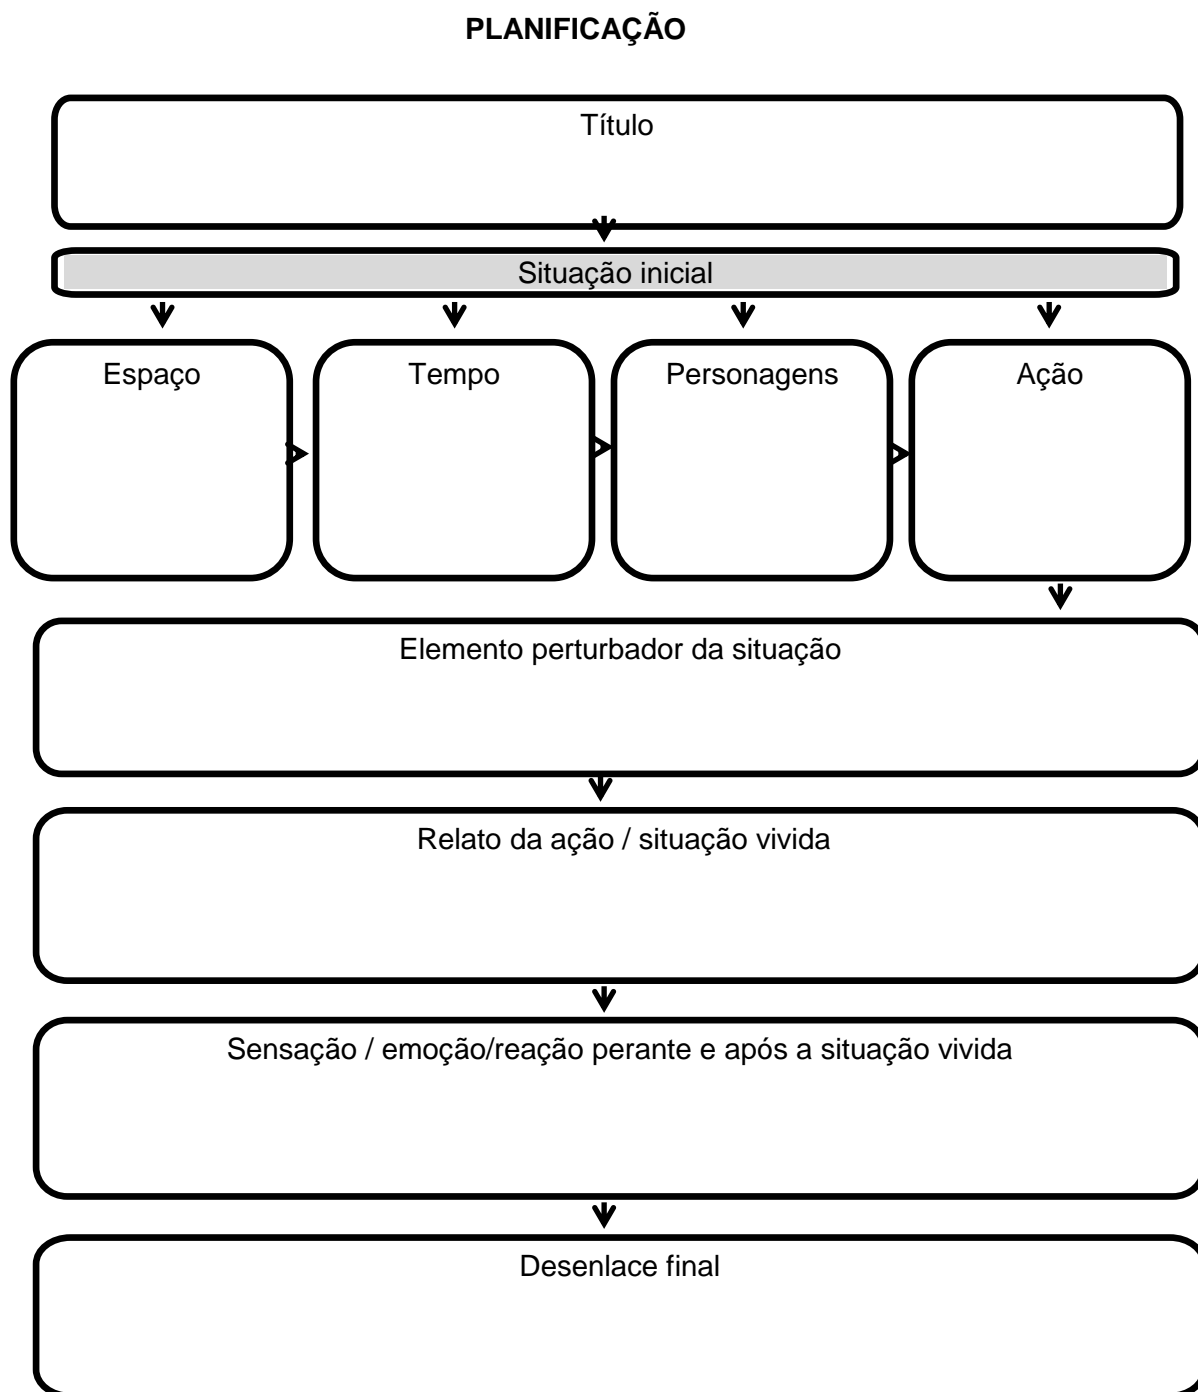 PLANIFICAÇÃO
Título
Situação inicial
Espaço
Tempo
Personagens
Ação
Elemento perturbador da situação
Relato da ação / situação vivida
Sensação / emoção/reação perante e após a situação vivida
Desenlace final